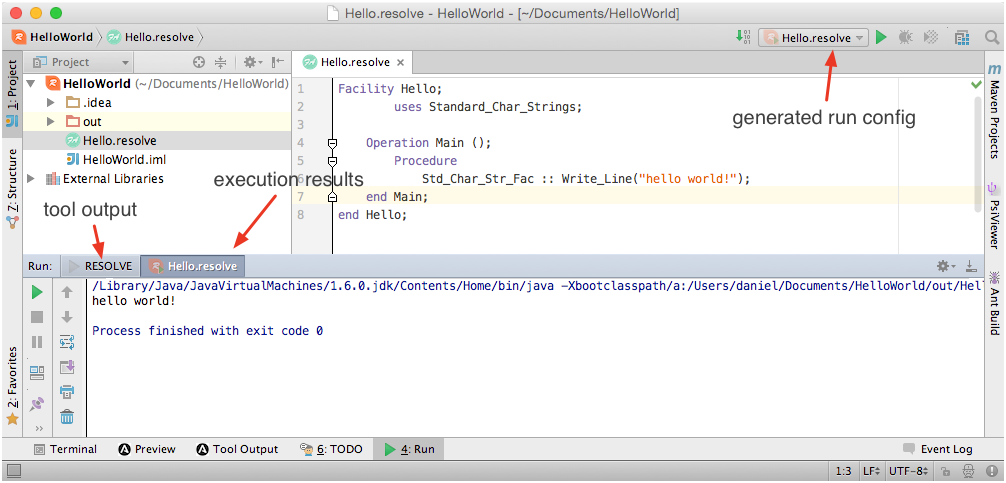 Hello.resolve - HelloWorld - [~/Documents/HelloWorld]
HelloWorld Hello.resolve Hello.resolve
1: Project Project Hello.resolve
HelloWorld (~/Documents/HelloWorld)
.idea
out
Hello.resolve
HelloWorld.iml
External Libraries
Z: Structure
1 Facility Hello;
2 uses Standard_Char_Strings;
3
4 Operation Main ();
5 Procedure
6 Std_Char_Str_Fac :: Write_Line("hello world!");
7 end Main;
8 end Hello;
generated run config
execution results
tool output
m Maven Projects
PsiViewer
Ant Build
Run: RESOLVE Hello.resolve
/Library/Java/JavaVirtualMachines/1.6.0.jdk/Contents/Home/bin/java -Xbootclasspath/a:/Users/daniel/Documents/HelloWorld/out/Hell
hello world!
Process finished with exit code 0
2: Favorites
Terminal Preview Tool Output 6: TODO 4: Run Event Log
1:3 LF UTF-8